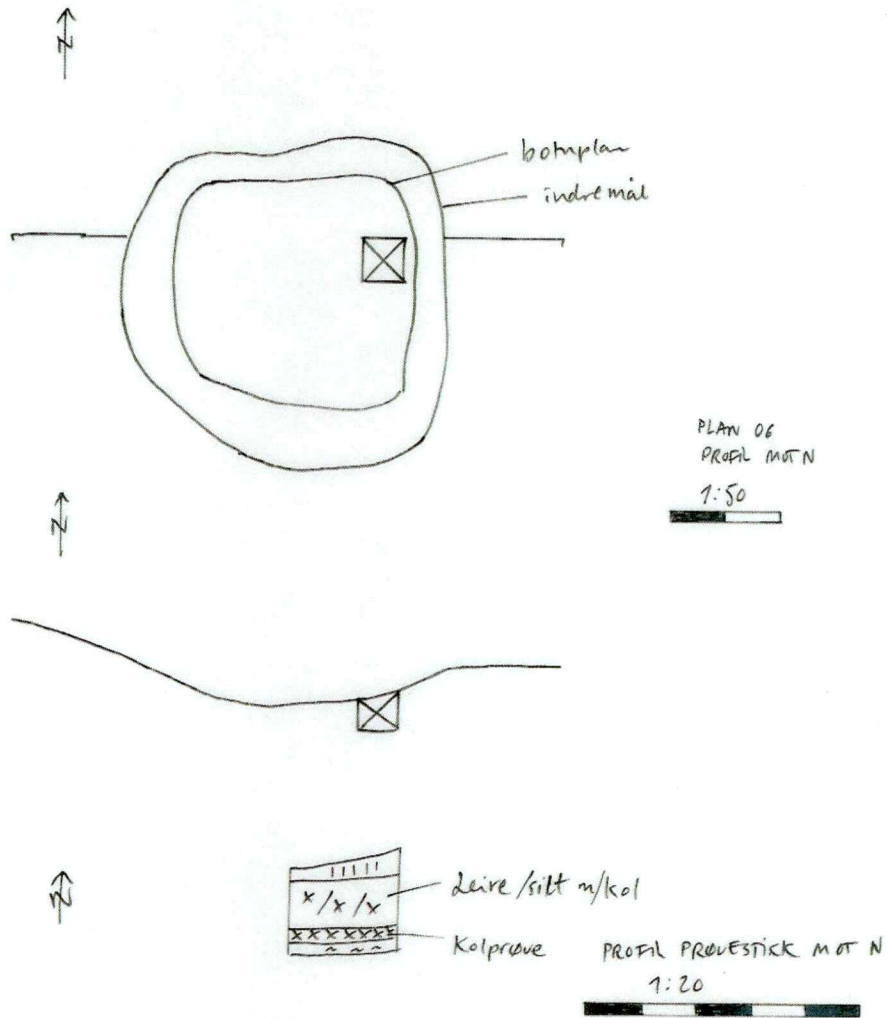 N
botnplan
indre mål
PLAN 06
PROFIL MOT N
1:50
N
N
Leire/silt m/kol
Kolprøve
PROFIL PRØVESTIKK MOT N
1:20